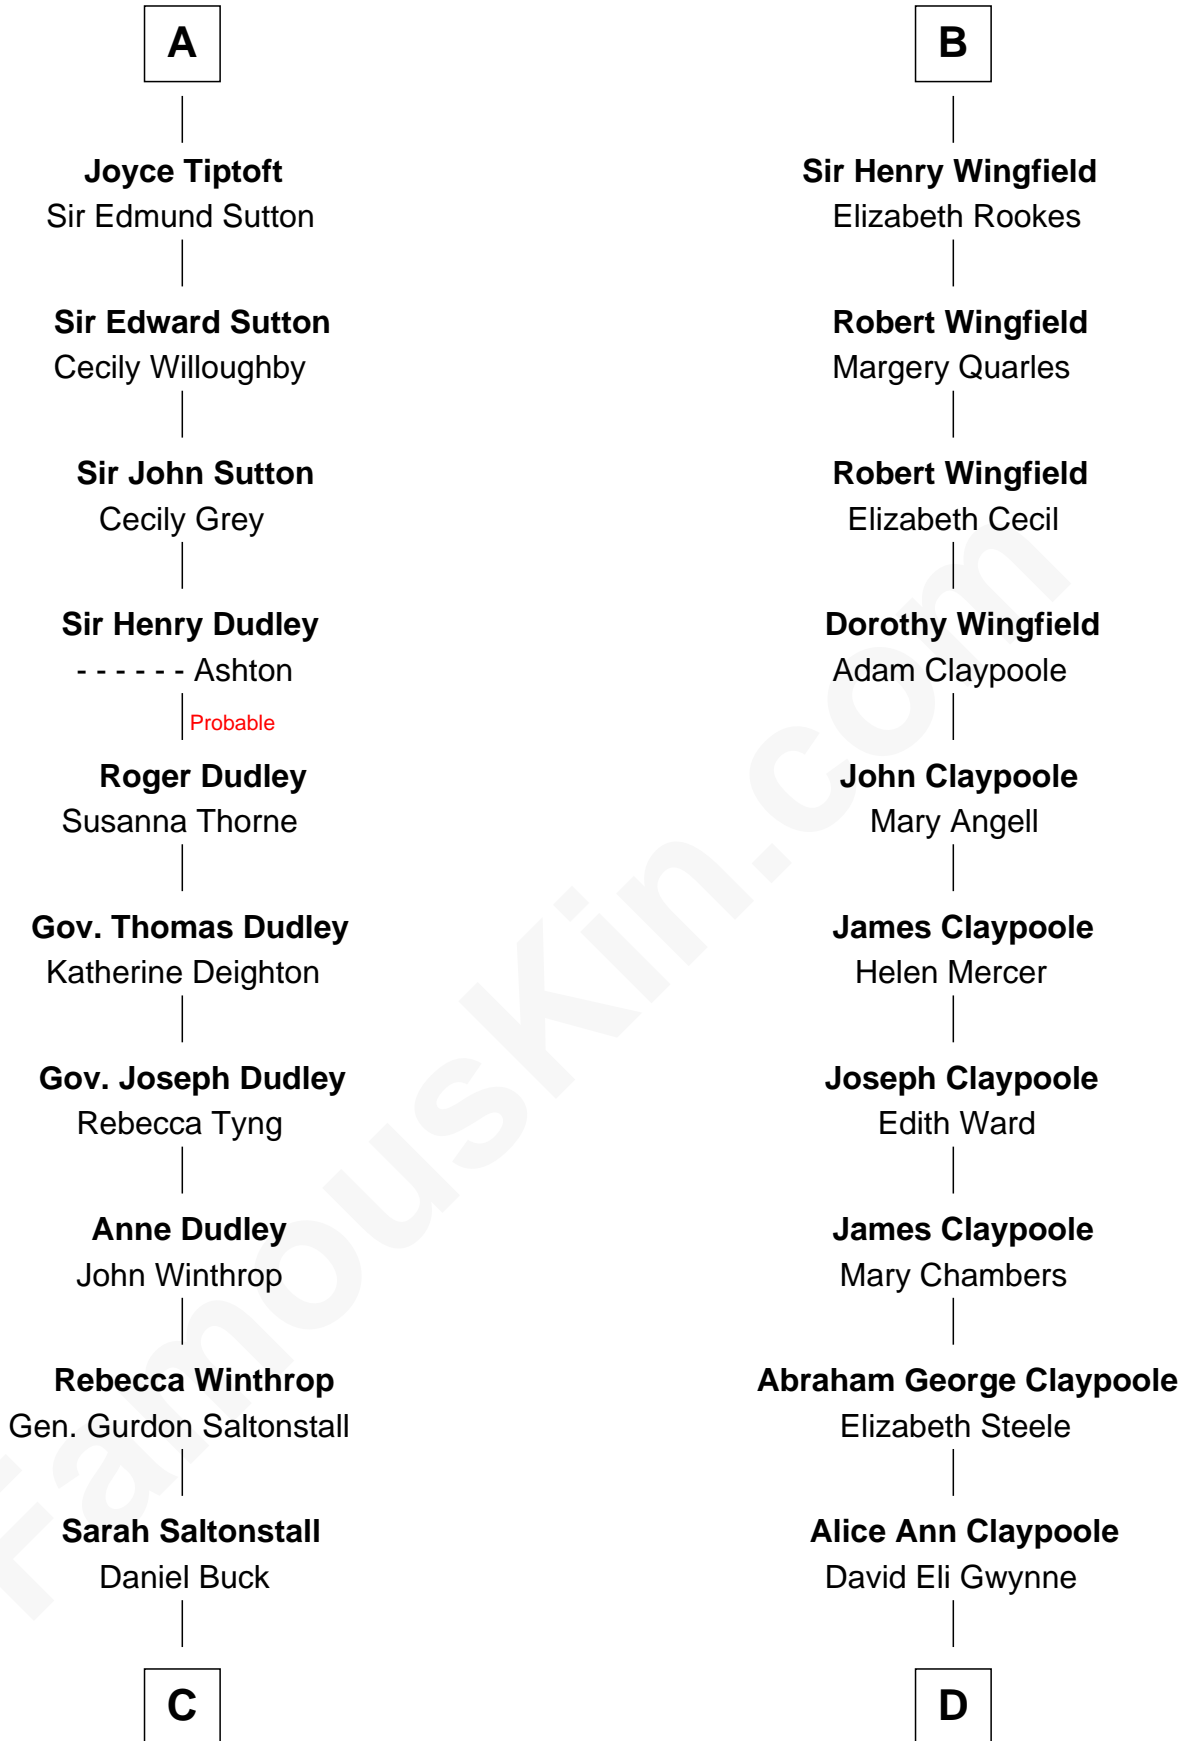 A
Joyce Tiptoft
Sir Edmund Sutton
Sir Edward Sutton
Cecily Willoughby
Sir John Sutton
Cecily Grey
Sir Henry Dudley
- - - - - - Ashton
Probable
Roger Dudley
Susanna Thorne
Gov. Thomas Dudley
Katherine Deighton
Gov. Joseph Dudley
Rebecca Tyng
Anne Dudley
John Winthrop
Rebecca Winthrop
Gen. Gurdon Saltonstall
Sarah Saltonstall
Daniel Buck
C
B
Sir Henry Wingfield
Elizabeth Rookes
Robert Wingfield
Margery Quarles
Robert Wingfield
Elizabeth Cecil
Dorothy Wingfield
Adam Claypoole
John Claypoole
Mary Angell
James Claypoole
Helen Mercer
Joseph Claypoole
Edith Ward
James Claypoole
Mary Chambers
Abraham George Claypoole
Elizabeth Steele
Alice Ann Claypoole
David Eli Gwynne
D
FamousKin.com